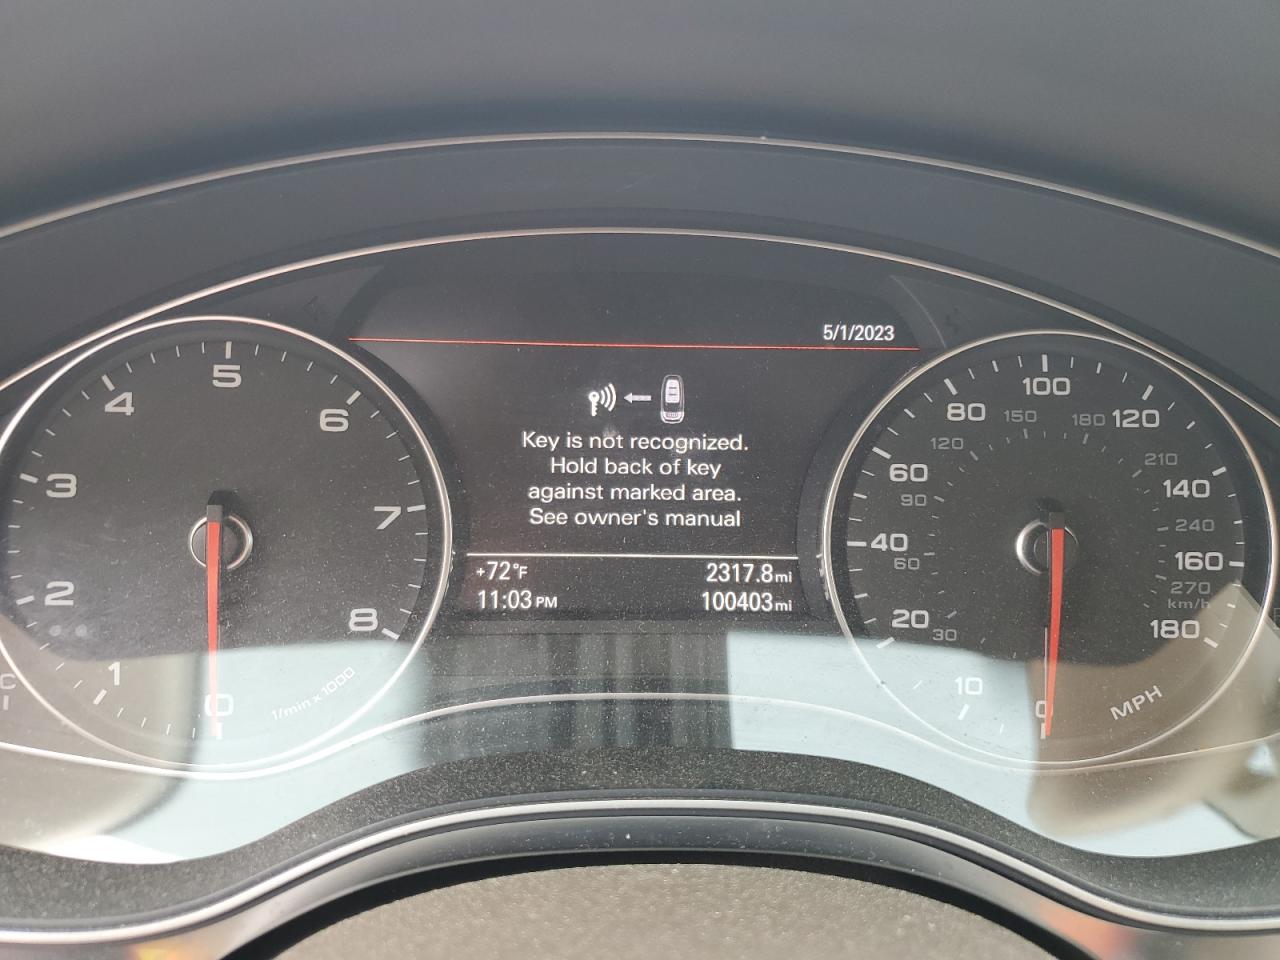 5/1/2023
Key is not recognized.
Hold back of key
against marked area.
See owner's manual
+72°F 2317.8mi
11:03 PM 100403mi
0 1 2 3 4 5 6 7 8
1/min x 1000
0 10 20 40 60 80 100 120 140 160 180
MPH
30 60 90 120 150 180 210 240 270
km/h
C